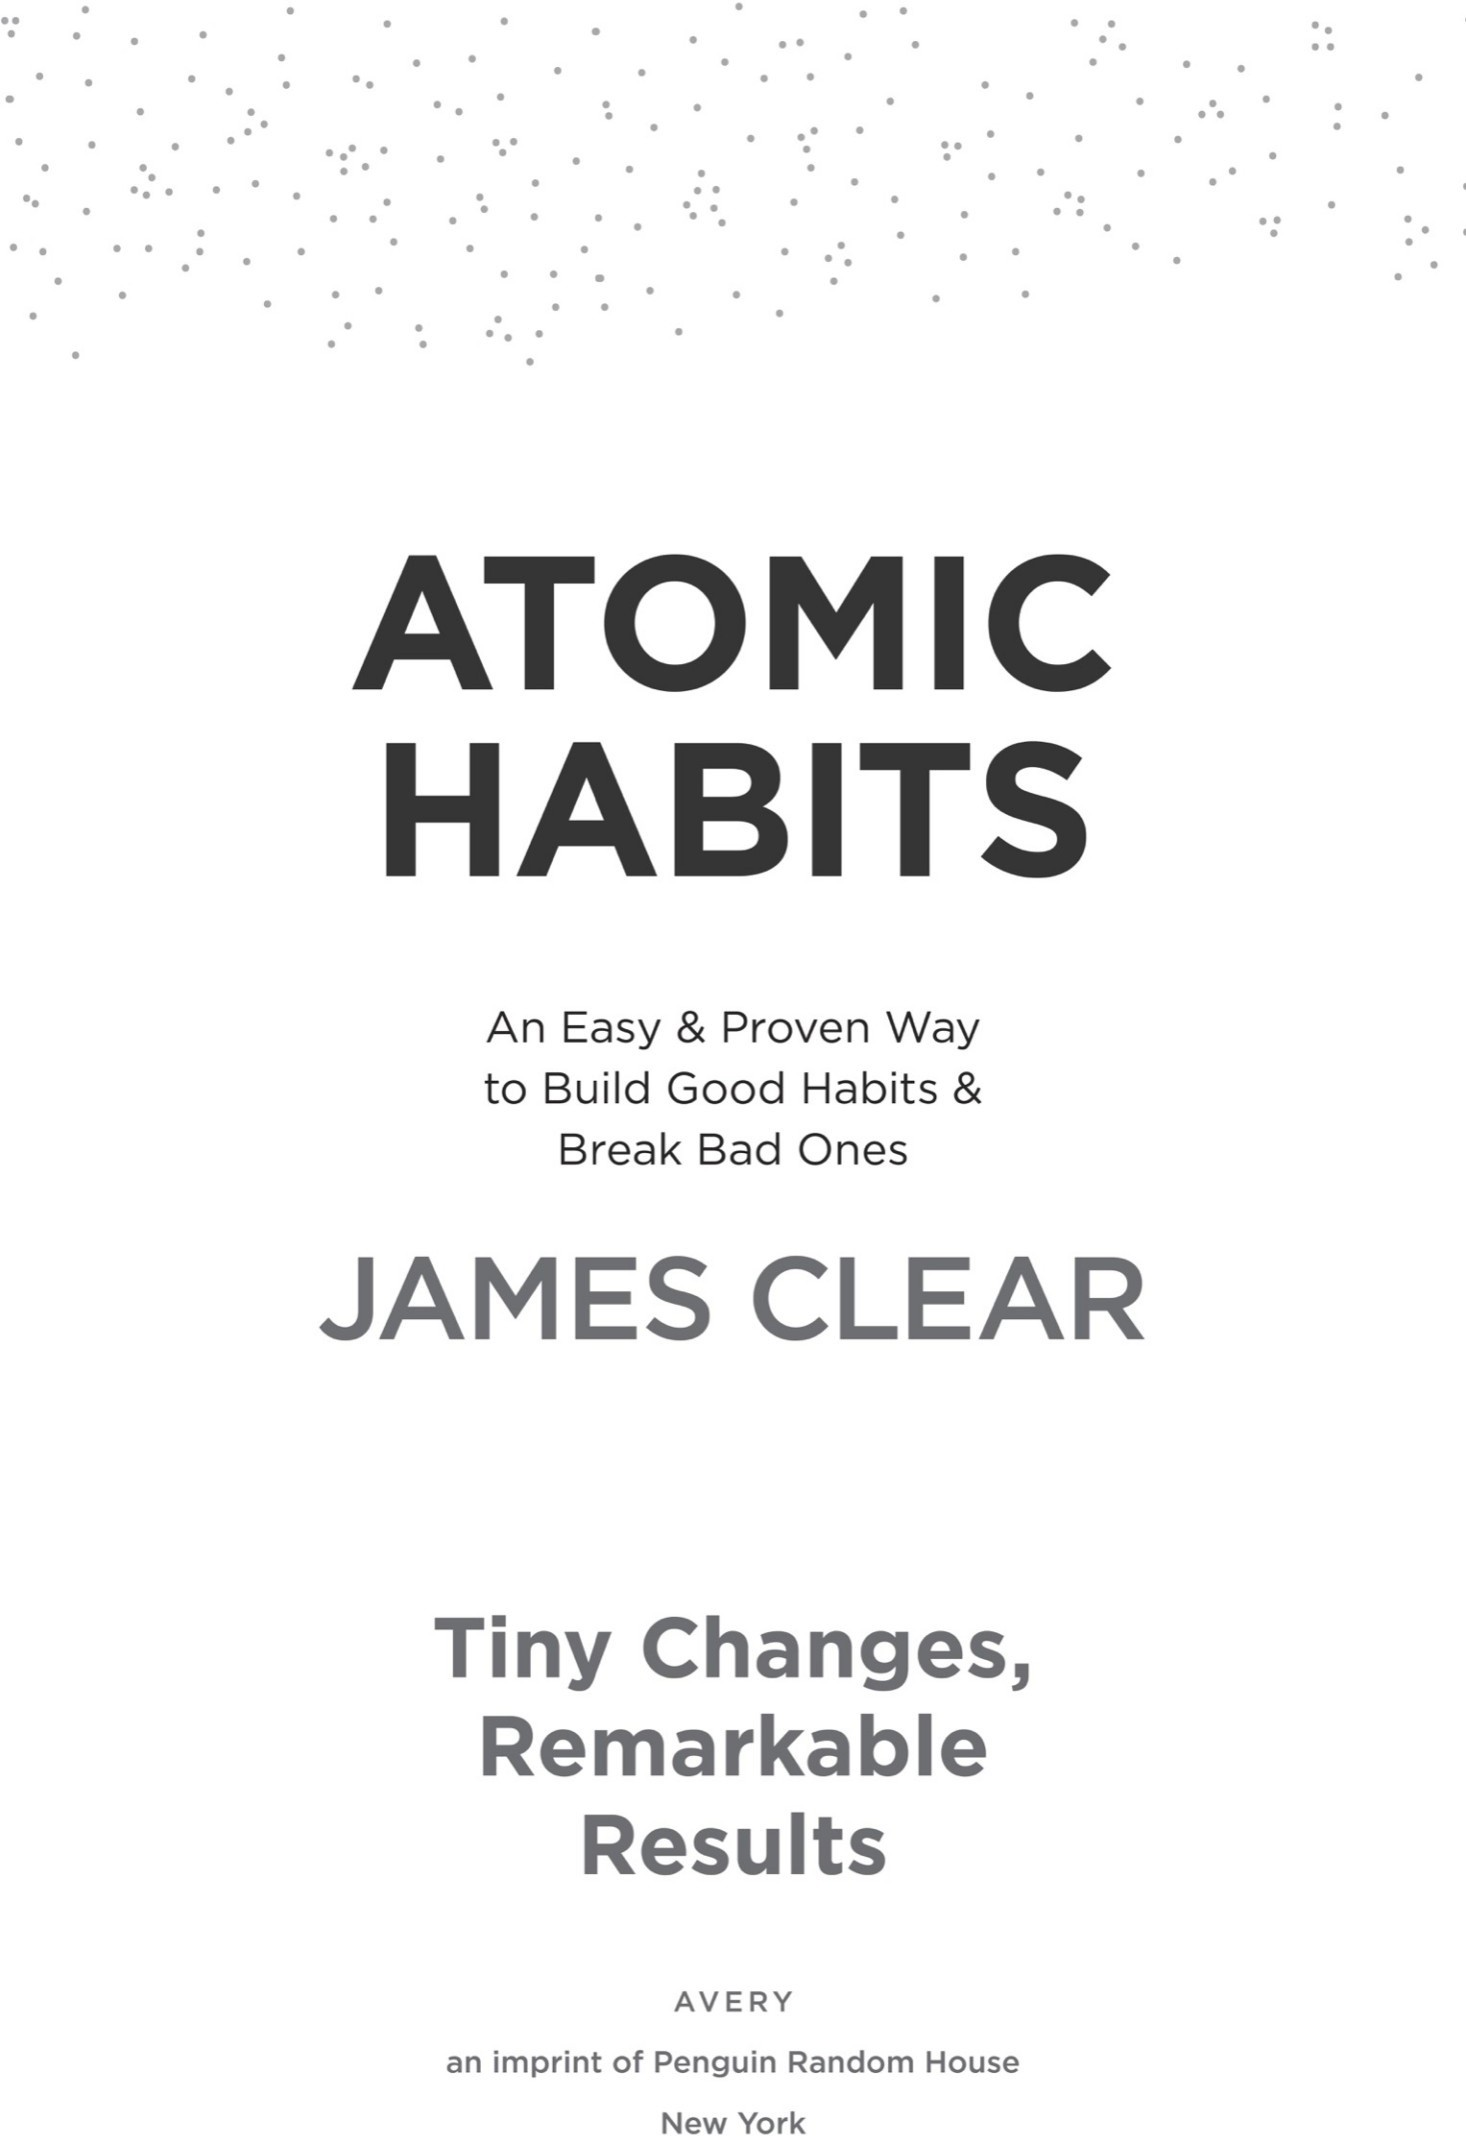 ATOMIC
HABITS
An Easy & Proven Way
to Build Good Habits &
Break Bad Ones
JAMES CLEAR
Tiny Changes,
Remarkable
Results
AVERY
an imprint of Penguin Random House
New York